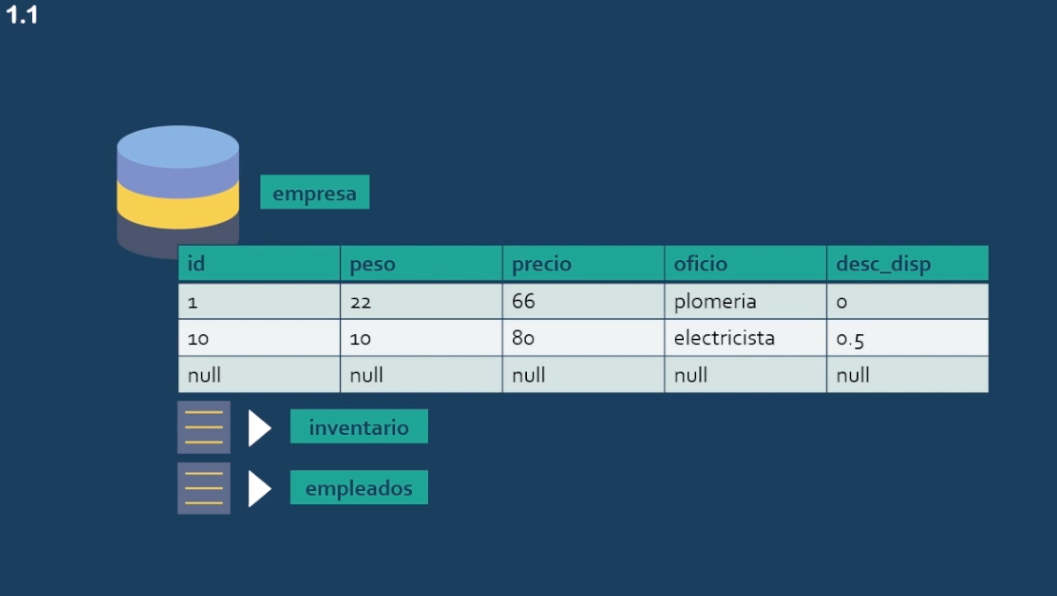 1.1
empresa
id peso precio oficio desc_disp
1 22 66 plomeria 0
10 10 80 electricista 0.5
null null null null null
inventario
empleados